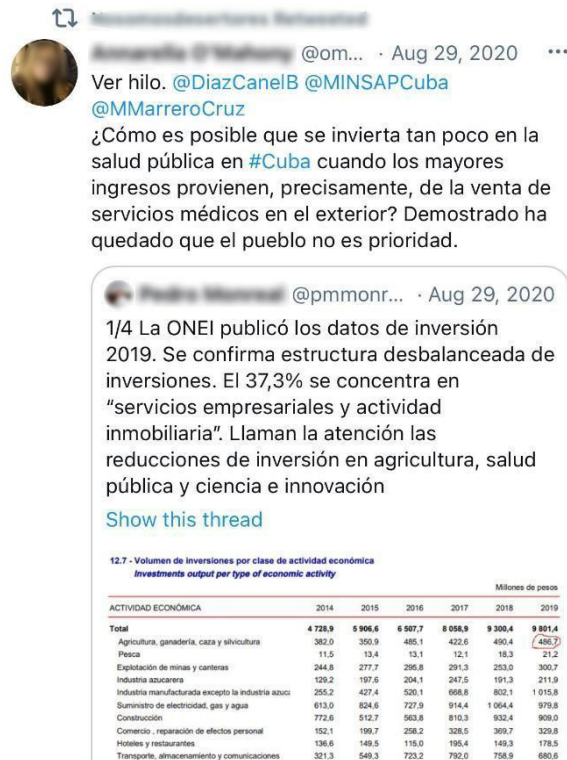 @om... · Aug 29, 2020
Ver hilo. @DiazCanelB @MINSAPCuba
@MMarreroCruz
¿Cómo es posible que se invierta tan poco en la
salud pública en #Cuba cuando los mayores
ingresos provienen, precisamente, de la venta de
servicios médicos en el exterior? Demostrado ha
quedado que el pueblo no es prioridad.
@pmmonr... · Aug 29, 2020
1/4 La ONEI publicó los datos de inversión
2019. Se confirma estructura desbalanceada de
inversiones. El 37,3% se concentra en
“servicios empresariales y actividad
inmobiliaria”. Llaman la atención las
reducciones de inversión en agricultura, salud
pública y ciencia e innovación
Show this thread
12.7 - Volumen de inversiones por clase de actividad económica
Investments output per type of economic activity
Millones de pesos
ACTIVIDAD ECONÓMICA 2014 2015 2016 2017 2018 2019
Total 4 728,9 5 906,6 6 507,7 8 058,9 9 300,4 9 801,4
Agricultura, ganadería, caza y silvicultura 382,0 350,9 485,1 422,6 490,4 486,7
Pesca 11,5 13,4 13,1 12,1 18,3 21,2
Explotación de minas y canteras 244,8 277,7 295,8 291,3 253,0 300,7
Industria azucarera 129,2 197,6 204,1 247,5 191,3 211,9
Industria manufacturada excepto la industria azuca 255,2 427,4 520,1 668,8 802,1 1 015,8
Suministro de electricidad, gas y agua 613,0 824,6 727,9 914,4 1 064,4 979,8
Construcción 772,6 512,7 563,8 810,3 932,4 909,0
Comercio , reparación de efectos personal 152,1 199,7 258,2 328,5 369,7 329,8
Hoteles y restaurantes 136,6 149,5 115,0 195,4 149,3 178,5
Transporte, almacenamiento y comunicaciones 321,3 549,3 723,2 792,0 758,9 680,6